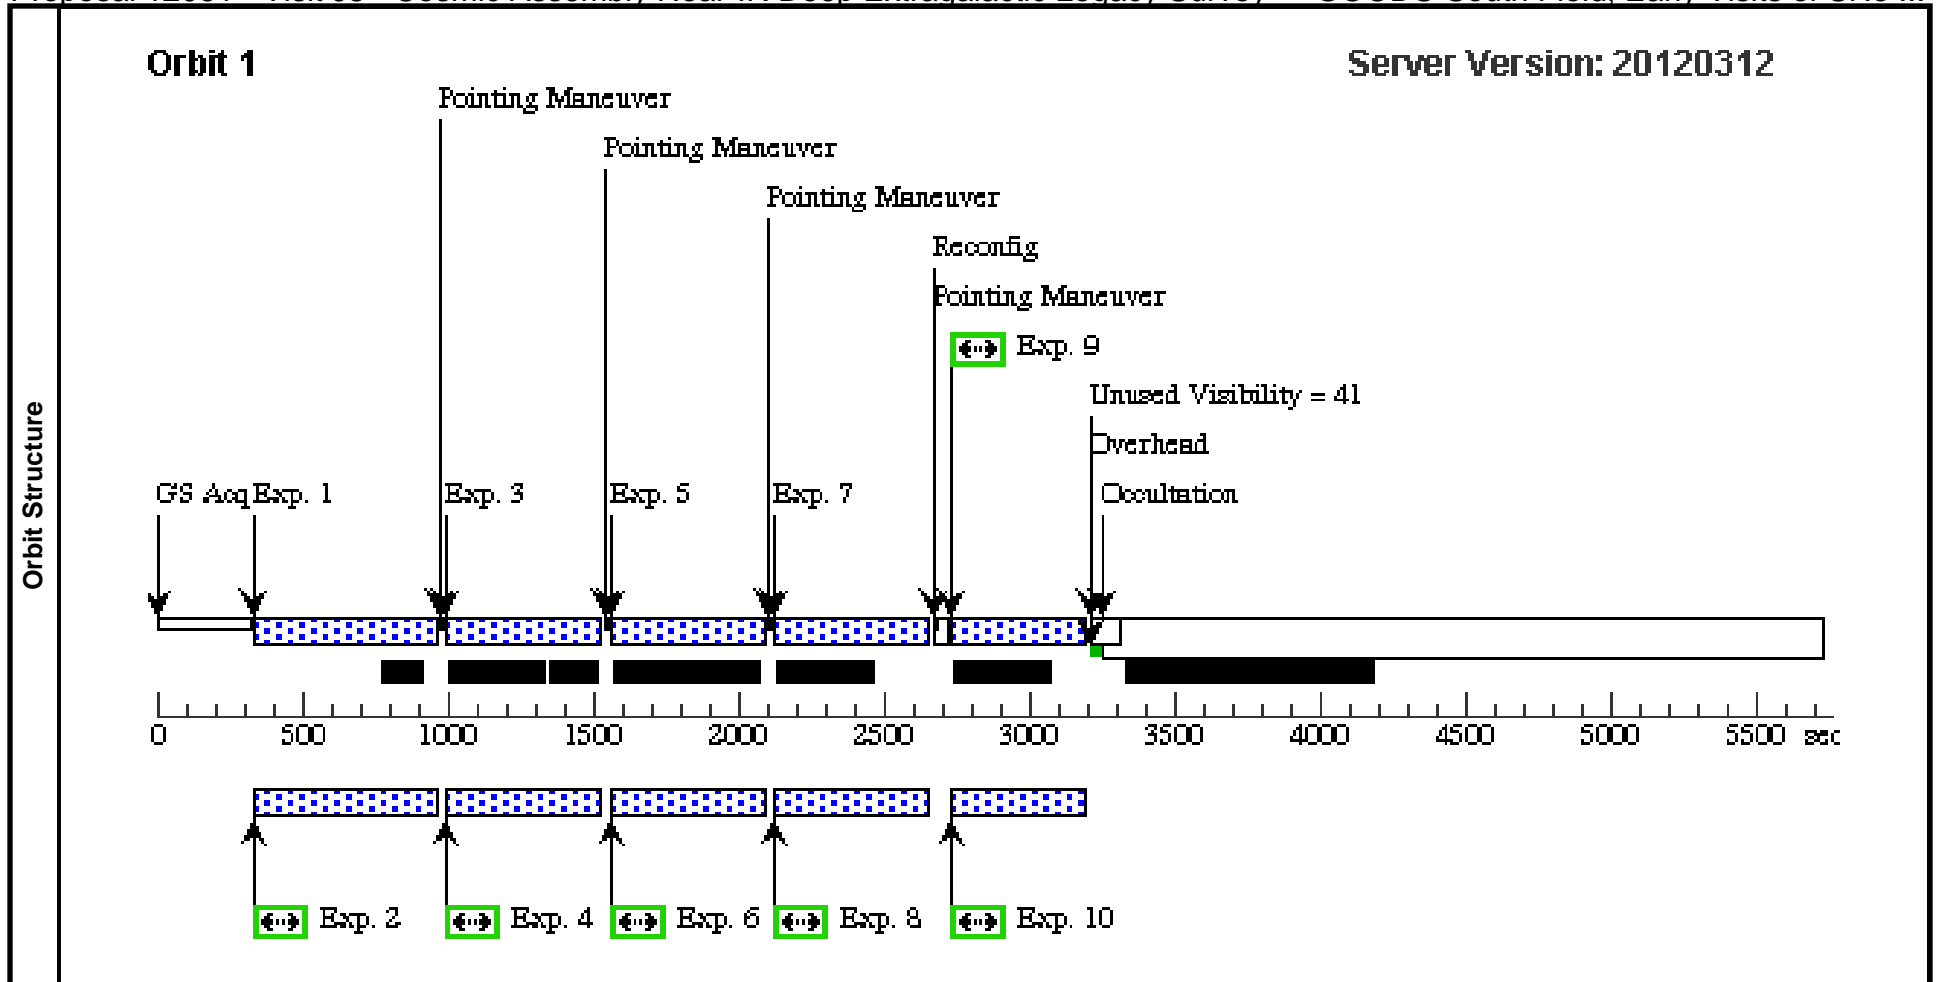 Orbit 1
Server Version: 20120312
Pointing Maneuver
Pointing Maneuver
Pointing Maneuver
Reconfig
Pointing Maneuver
Exp. 9
Unused Visibility = 41
Overhead
GS Acq Exp. 1 Exp. 3 Exp. 5 Exp. 7 Occultation
Orbit Structure
0 500 1000 1500 2000 2500 3000 3500 4000 4500 5000 5500 sec
Exp. 2 Exp. 4 Exp. 6 Exp. 8 Exp. 10